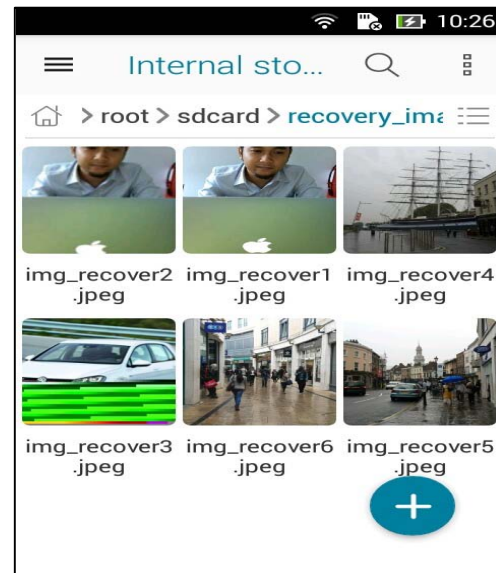 10:26
Internal sto...
> root > sdcard > recovery_ima
img_recover2 img_recover1 img_recover4
.jpeg .jpeg .jpeg
img_recover3 img_recover6 img_recover5
.jpeg .jpeg .jpeg